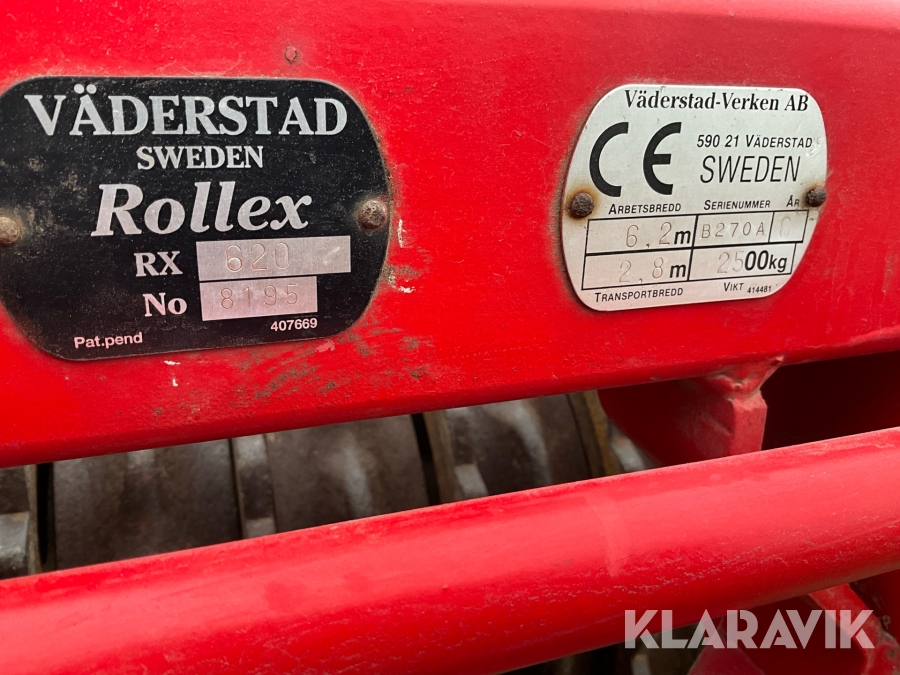 VÄDERSTAD
SWEDEN
Rollex
RX 620
No 8195
407669
Pat.pend
Väderstad-Verken AB
CE 590 21 VÄDERSTAD
SWEDEN
ARBETSBREDD SERIENUMMER ÅR
6,2m B270A
2,8m 2500kg
TRANSPORTBREDD VIKT 414481
KLARAVIK